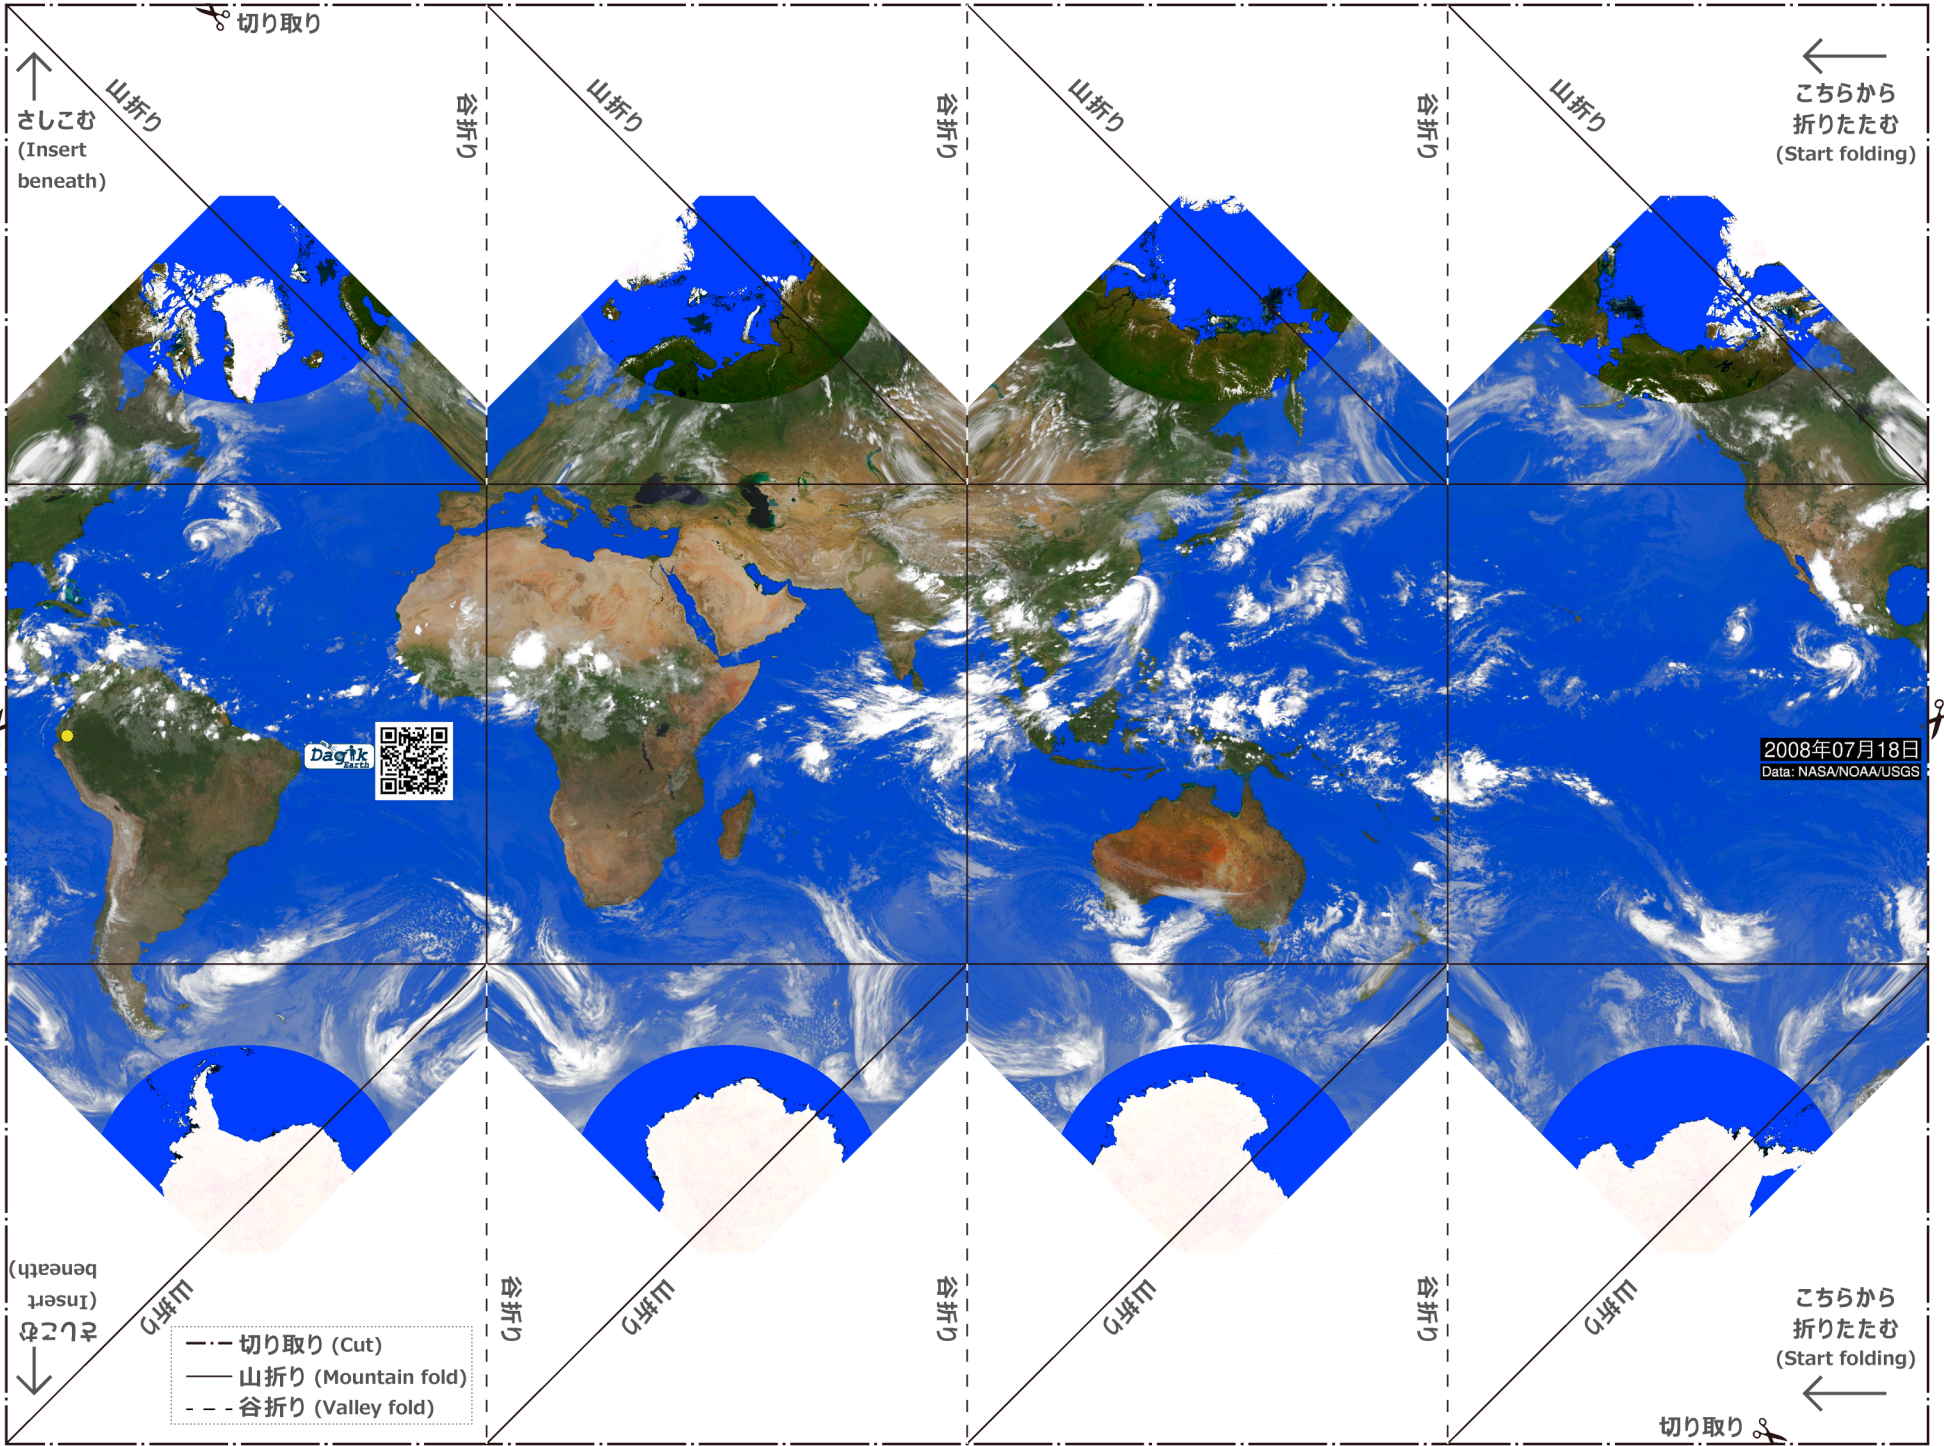 切り取り
山折り
谷折り
山折り
谷折り
山折り
谷折り
山折り
さしこむ
(Insert
beneath)
こちらから
折りたたむ
(Start folding)
Dagik
Earth
2008年07月18日
Data: NASA/NOAA/USGS
さしこむ
(Insert
beneath)
山折り
谷折り
山折り
谷折り
山折り
谷折り
山折り
こちらから
折りたたむ
(Start folding)
切り取り (Cut)
山折り (Mountain fold)
谷折り (Valley fold)
切り取り